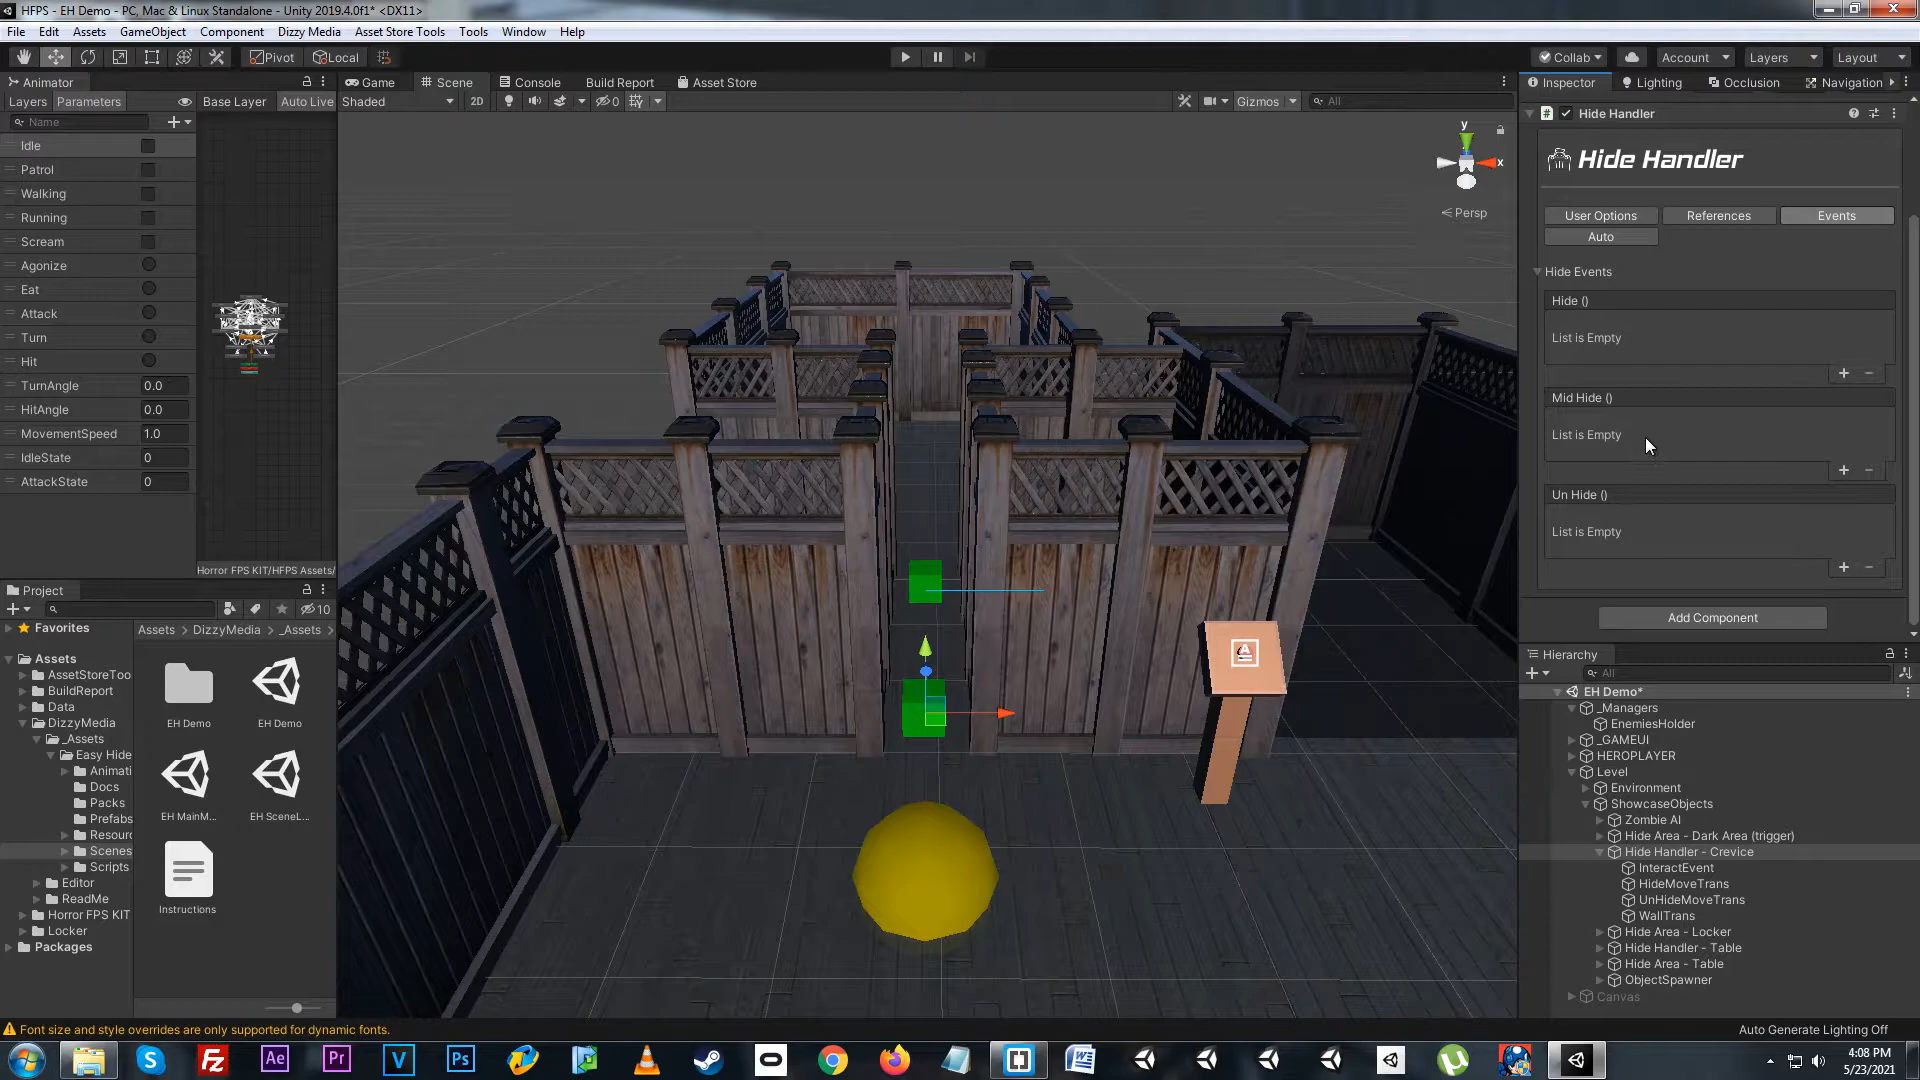 HFPS - EH Demo - PC, Mac & Linux Standalone - Unity 2019.4.0f1* <DX11>
File Edit Assets GameObject Component Tools Dizzy Media Asset Store Tools Tools Window Help
Pivot Local Collab Account Layers Layout
Animator
Layers Parameters Base Layer Auto Live
Name
Idle
Patrol
Walking
Running
Scream
Agonize
Eat
Attack
Turn
Hit
TurnAngle 0.0
HitAngle 0.0
MovementSpeed 1.0
IdleState 0
AttackState 0
Horror FPS KIT/HFPS Assets/
Game Scene Console Build Report Asset Store
Shaded 2D 0 Gizmos All
y
x
Persp
Inspector Lighting Occlusion Navigation
Hide Handler
Hide Handler
User Options References Events
Auto
Hide Events
Hide ()
List is Empty
+ -
Mid Hide ()
List is Empty
+ -
Un Hide ()
List is Empty
+ -
Add Component
Project
10
Favorites
Assets
AssetStoreToo
BuildReport
Data
DizzyMedia
_Assets
Easy Hide
Animati
Docs
Packs
Prefabs
Resourc
Scenes
Scripts
Editor
ReadMe
Horror FPS KIT
Locker
Packages
Assets DizzyMedia _Assets
EH Demo EH Demo
EH MainM... EH SceneL...
Instructions
Hierarchy
All
EH Demo*
_Managers
EnemiesHolder
_GAMEUI
HEROPLAYER
Level
Environment
ShowcaseObjects
Zombie AI
Hide Area - Dark Area (trigger)
Hide Handler - Crevice
InteractEvent
HideMoveTrans
UnHideMoveTrans
WallTrans
Hide Area - Locker
Hide Handler - Table
Hide Area - Table
ObjectSpawner
Canvas
Font size and style overrides are only supported for dynamic fonts.
Auto Generate Lighting Off
4:08 PM
5/23/2021